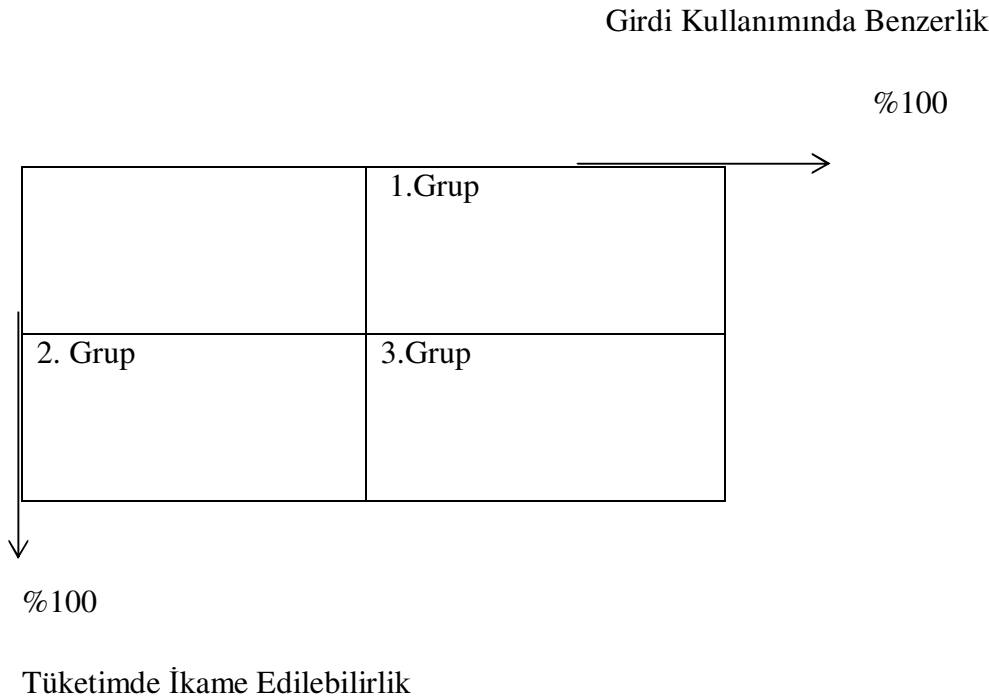 Girdi Kullanımında Benzerlik
%100
1.Grup
2. Grup
3.Grup
%100
Tüketimde İkame Edilebilirlik